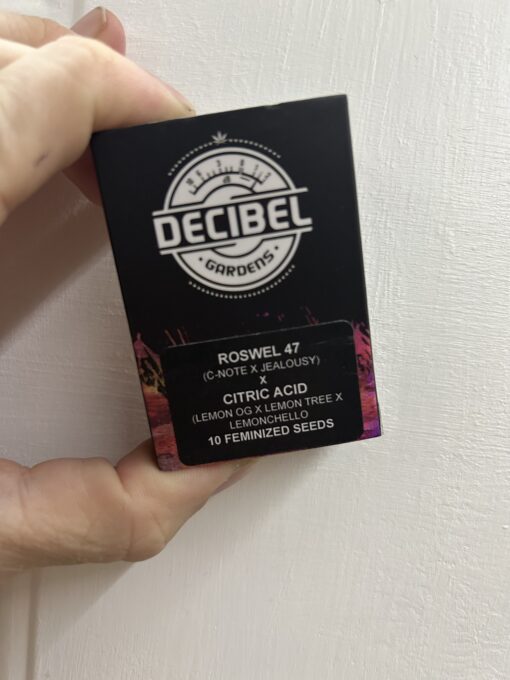 DECIBEL
GARDENS
ROSWEL 47
(C-NOTE X JEALOUSY)
X
CITRIC ACID
(LEMON OG X LEMON TREE X
LEMONCHELLO
10 FEMINIZED SEEDS